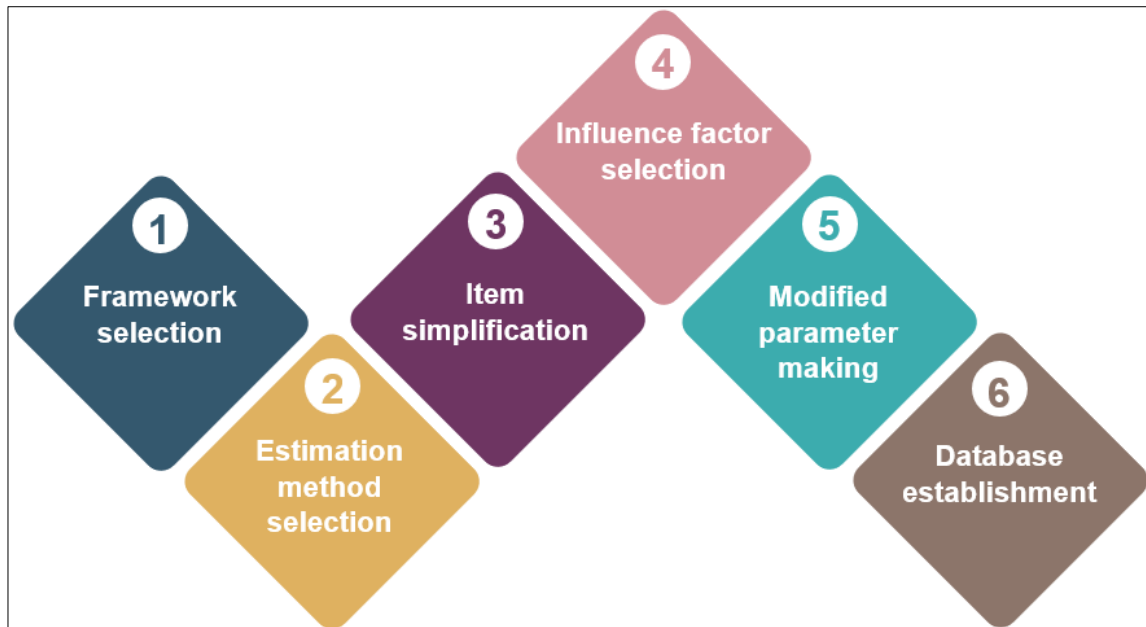 1
Framework
selection
2
Estimation
method
selection
3
Item
simplification
4
Influence factor
selection
5
Modified
parameter
making
6
Database
establishment